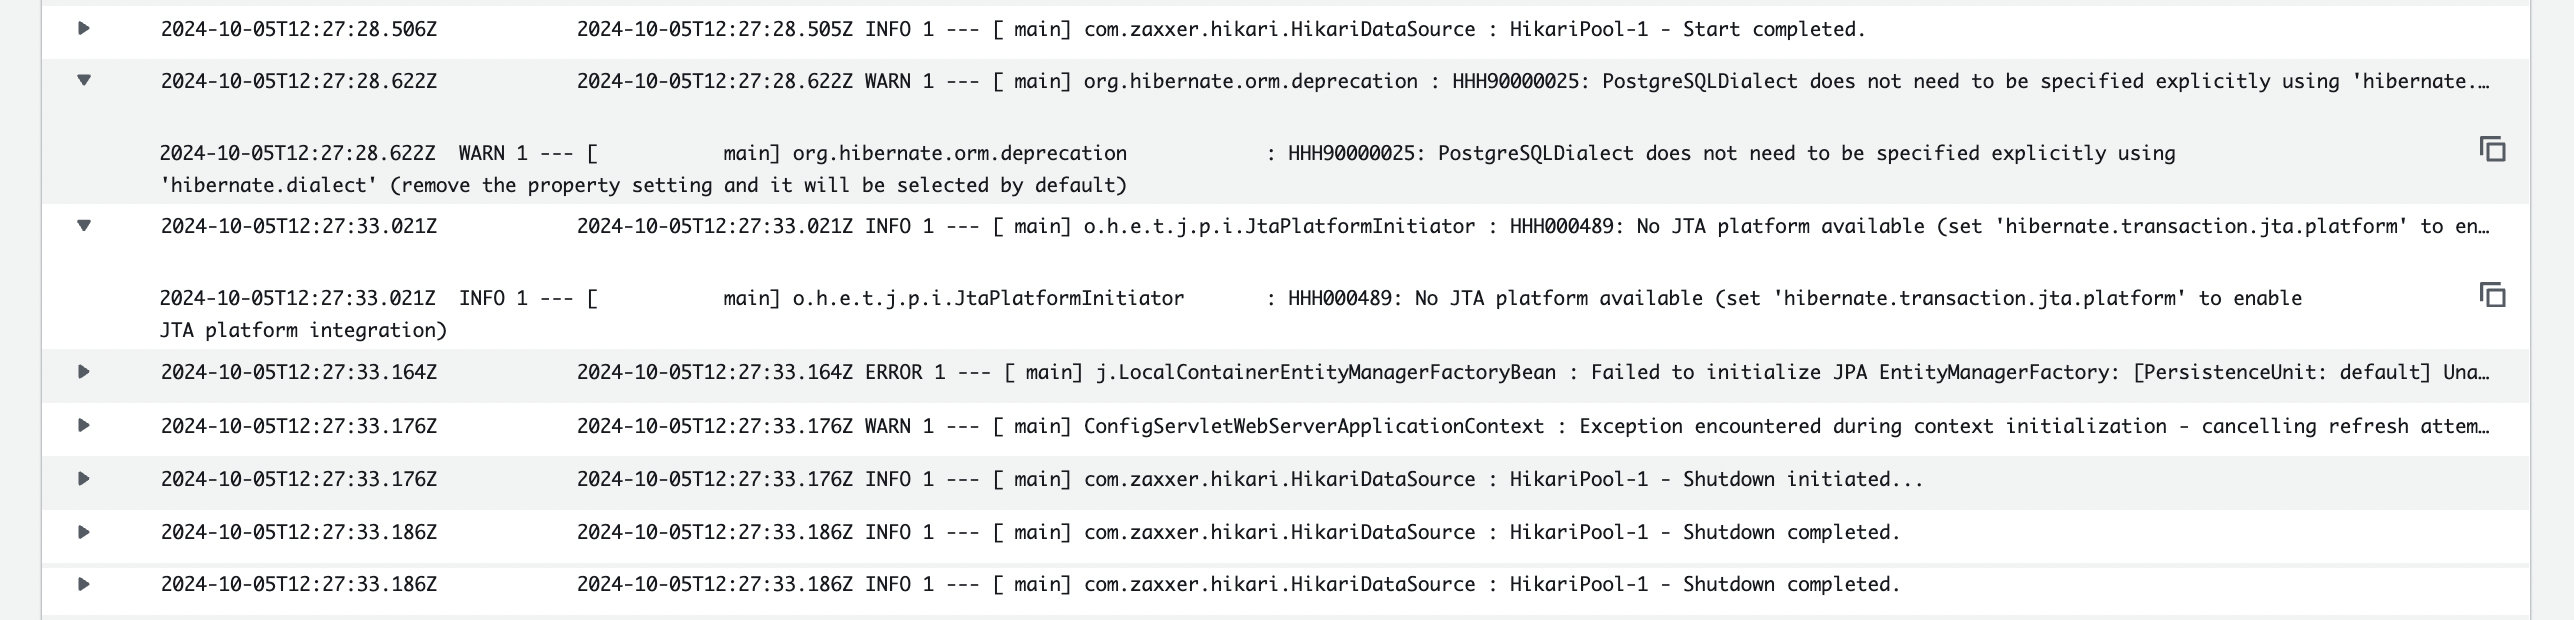 2024-10-05T12:27:28.506Z 2024-10-05T12:27:28.505Z INFO 1 --- [ main] com.zaxxer.hikari.HikariDataSource : HikariPool-1 - Start completed.
2024-10-05T12:27:28.622Z 2024-10-05T12:27:28.622Z WARN 1 --- [ main] org.hibernate.orm.deprecation : HHH90000025: PostgreSQLDialect does not need to be specified explicitly using 'hibernate.…
2024-10-05T12:27:28.622Z  WARN 1 --- [           main] org.hibernate.orm.deprecation            : HHH90000025: PostgreSQLDialect does not need to be specified explicitly using
'hibernate.dialect' (remove the property setting and it will be selected by default)
2024-10-05T12:27:33.021Z 2024-10-05T12:27:33.021Z INFO 1 --- [ main] o.h.e.t.j.p.i.JtaPlatformInitiator : HHH000489: No JTA platform available (set 'hibernate.transaction.jta.platform' to en…
2024-10-05T12:27:33.021Z  INFO 1 --- [           main] o.h.e.t.j.p.i.JtaPlatformInitiator       : HHH000489: No JTA platform available (set 'hibernate.transaction.jta.platform' to enable
JTA platform integration)
2024-10-05T12:27:33.164Z 2024-10-05T12:27:33.164Z ERROR 1 --- [ main] j.LocalContainerEntityManagerFactoryBean : Failed to initialize JPA EntityManagerFactory: [PersistenceUnit: default] Una…
2024-10-05T12:27:33.176Z 2024-10-05T12:27:33.176Z WARN 1 --- [ main] ConfigServletWebServerApplicationContext : Exception encountered during context initialization - cancelling refresh attem…
2024-10-05T12:27:33.176Z 2024-10-05T12:27:33.176Z INFO 1 --- [ main] com.zaxxer.hikari.HikariDataSource : HikariPool-1 - Shutdown initiated...
2024-10-05T12:27:33.186Z 2024-10-05T12:27:33.186Z INFO 1 --- [ main] com.zaxxer.hikari.HikariDataSource : HikariPool-1 - Shutdown completed.
2024-10-05T12:27:33.186Z 2024-10-05T12:27:33.186Z INFO 1 --- [ main] com.zaxxer.hikari.HikariDataSource : HikariPool-1 - Shutdown completed.